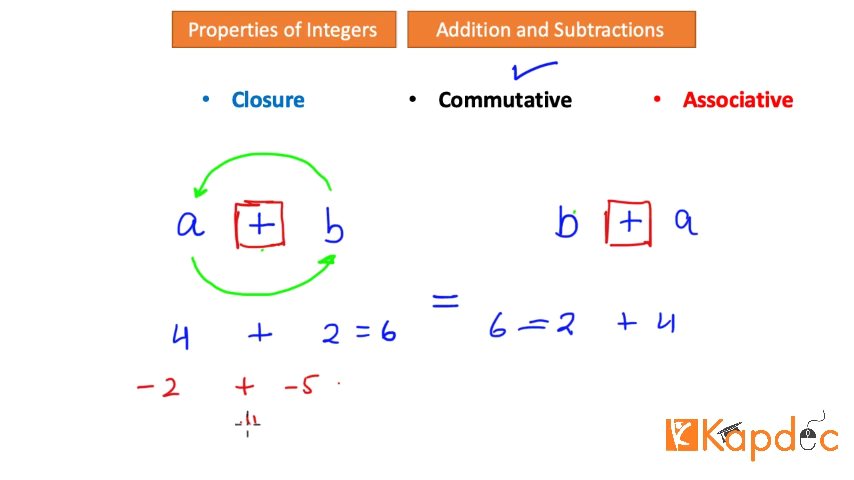 Properties of Integers Addition and Subtractions
• Closure • Commutative • Associative
a + b b + a
=
4 + 2 = 6 6 = 2 + 4
-2 + -5
Kapdec